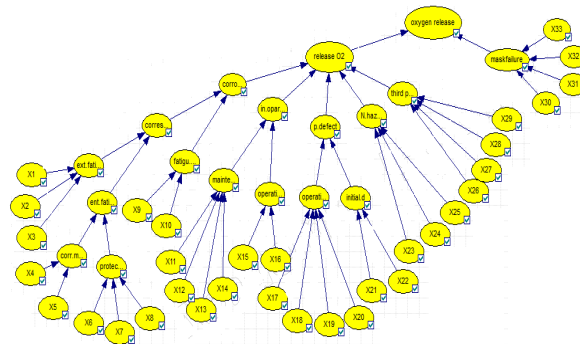 oxygen release
X33
release O2
X32
maskfailure
X31
corro...
third p...
X30
in.opar...
X29
corres...
p.defect
N.haz...
X28
ext.fati...
fatigu...
X27
X1
mainte...
X26
X2
ent.fati...
operati...
operati...
initial.d
X25
X3
X9
X24
X10
X23
corr.m...
X11
X15
X16
X22
X4
protec...
X12
X14
X21
X17
X5
X13
X18
X20
X6
X8
X19
X7